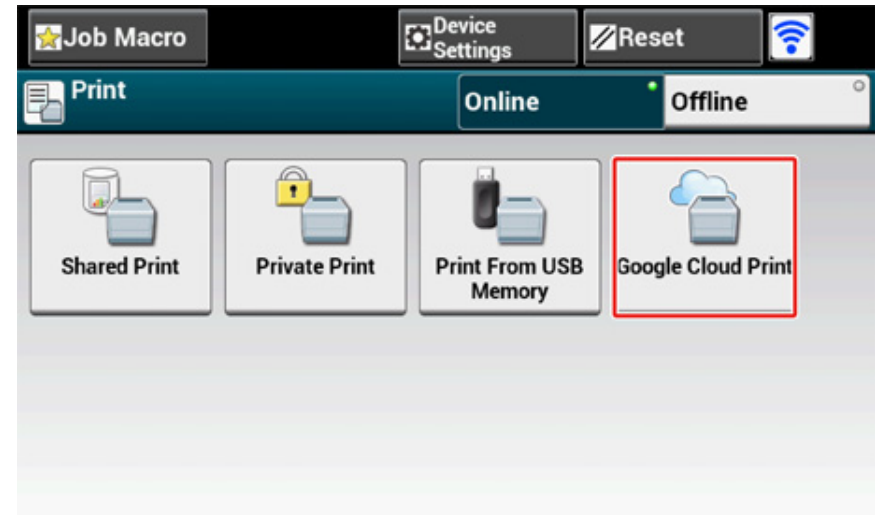 Job Macro
Device
Settings
Reset
Print
Online
Offline
Shared Print
Private Print
Print From USB
Memory
Google Cloud Print